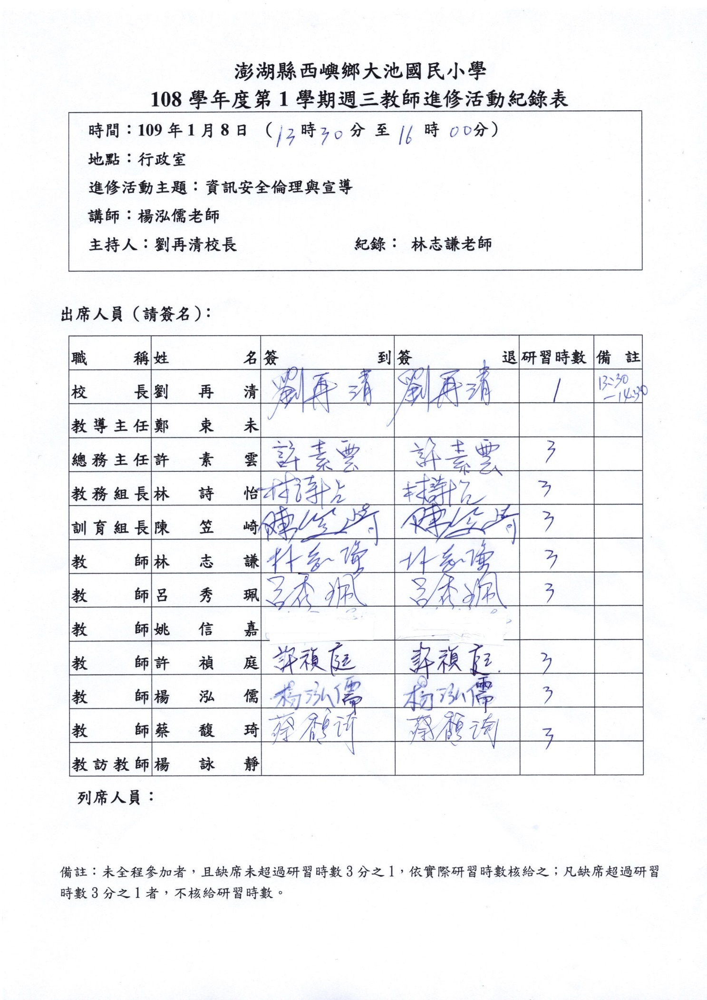 澎湖縣西嶼鄉大池國民小學
108 學年度第 1 學期週三教師進修活動紀錄表
時間：109 年 1 月 8 日 （13時30分 至 16 時 00分）
地點：行政室
進修活動主題：資訊安全倫理與宣導
講師：楊泓儒老師
主持人：劉再清校長 紀錄： 林志謙老師
出席人員（請簽名）：
職稱 姓名 簽到 簽退 研習時數 備註
校長 劉再清 劉再清 劉再清 1 13:30
－14:30
教導主任 鄭束未
總務主任 許素雲 許素雲 許素雲 3
教務組長 林詩怡 林詩怡 林詩怡 3
訓育組長 陳笠崎 陳笠崎 陳笠崎 3
教師 林志謙 林志謙 林志謙 3
教師 呂秀珮 呂秀珮 呂秀珮 3
教師 姚信嘉
教師 許禎庭 許禎庭 許禎庭 3
教師 楊泓儒 楊泓儒 楊泓儒 3
教師 蔡馥琦 蔡馥琦 蔡馥琦 3
教訪教師 楊詠靜
列席人員：
備註：未全程參加者，且缺席未超過研習時數 3 分之 1，依實際研習時數核給之；凡缺席超過研習
時數 3 分之 1 者，不核給研習時數。